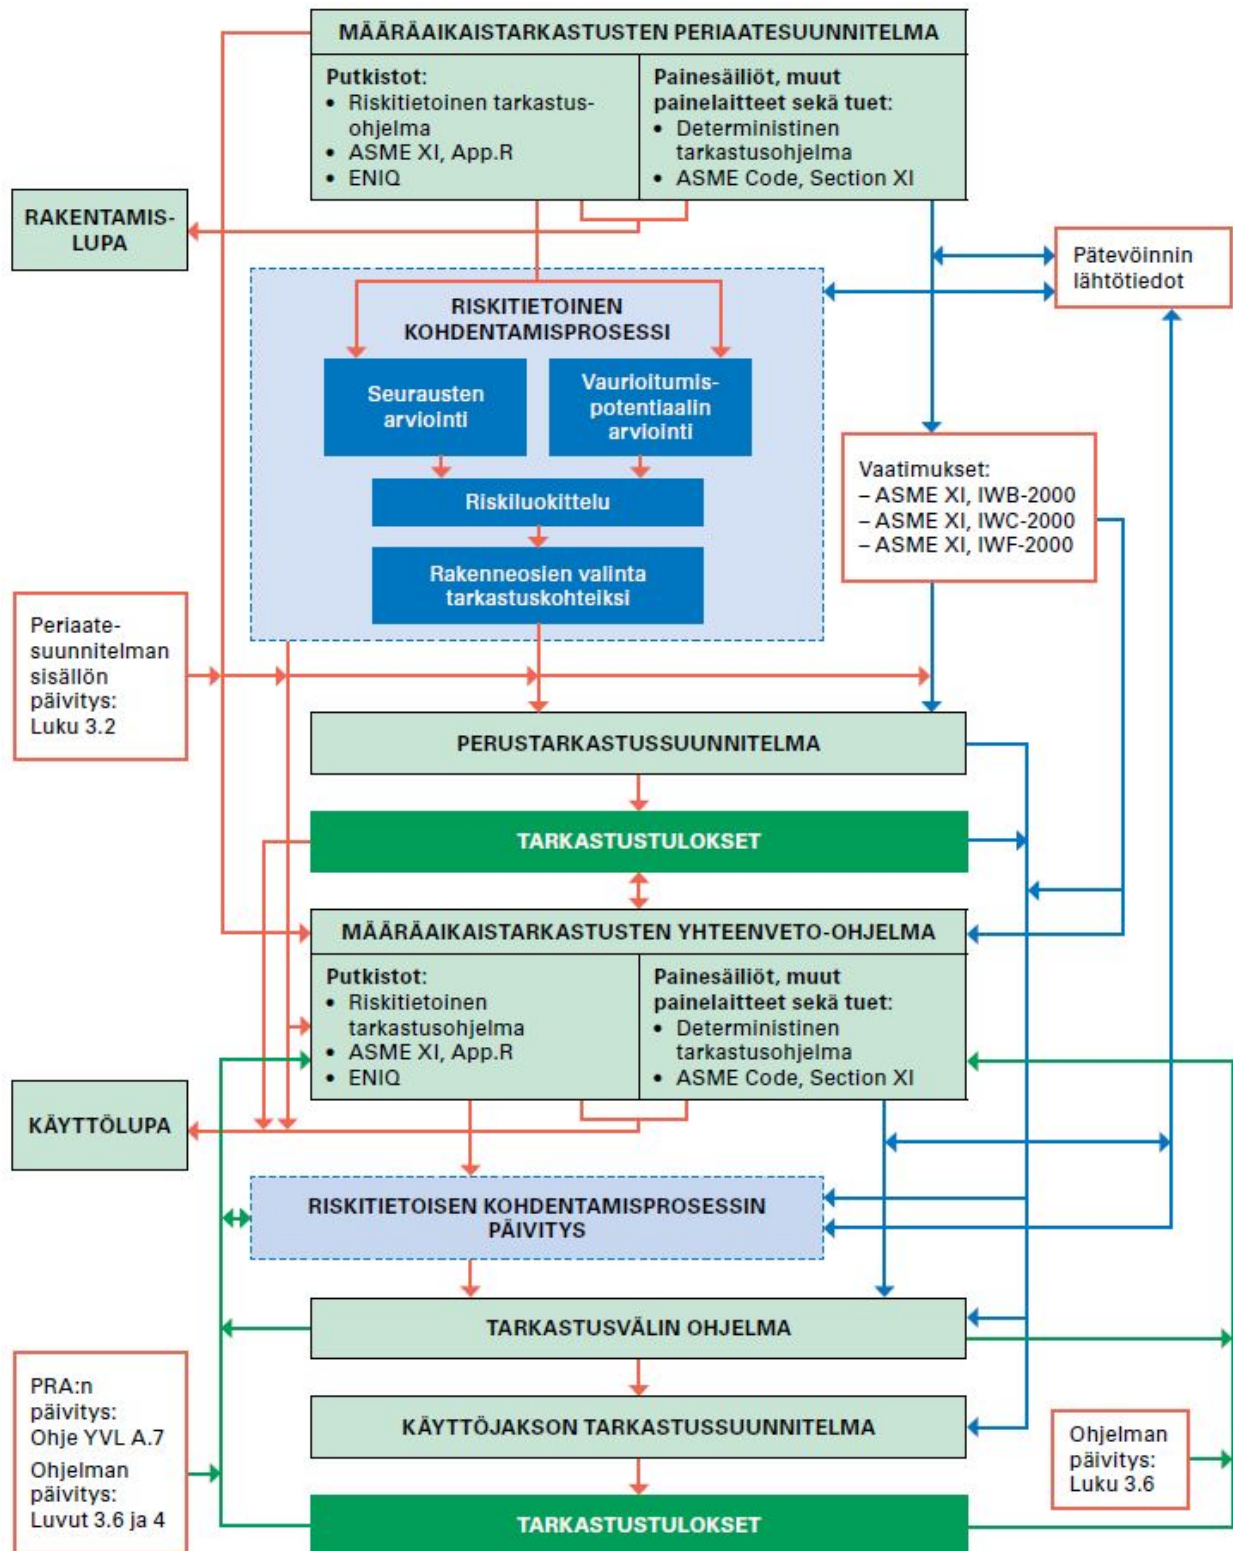 MÄÄRÄAIKAISTARKASTUSTEN PERIAATESUUNNITELMA
Putkistot:
• Riskitietoinen tarkastus-
ohjelma
• ASME XI, App.R
• ENIQ
Painesäiliöt, muut
painelaitteet sekä tuet:
• Deterministinen
tarkastusohjelma
• ASME Code, Section XI
RAKENTAMIS-
LUPA
Pätevöinnin
lähtötiedot
RISKITIETOINEN
KOHDENTAMISPROSESSI
Seurausten
arviointi
Vaurioitumis-
potentiaalin
arviointi
Riskiluokittelu
Rakenneosien valinta
tarkastuskohteiksi
Vaatimukset:
– ASME XI, IWB-2000
– ASME XI, IWC-2000
– ASME XI, IWF-2000
Periaate-
suunnitelman
sisällön
päivitys:
Luku 3.2
PERUSTARKASTUSSUUNNITELMA
TARKASTUSTULOKSET
MÄÄRÄAIKAISTARKASTUSTEN YHTEENVETO-OHJELMA
Putkistot:
• Riskitietoinen
tarkastusohjelma
• ASME XI, App.R
• ENIQ
Painesäiliöt, muut
painelaitteet sekä tuet:
• Deterministinen
tarkastusohjelma
• ASME Code, Section XI
KÄYTTÖLUPA
RISKITIETOISEN KOHDENTAMISPROSESSIN
PÄIVITYS
TARKASTUSVÄLIN OHJELMA
PRA:n
päivitys:
Ohje YVL A.7
Ohjelman
päivitys:
Luvut 3.6 ja 4
KÄYTTÖJAKSON TARKASTUSSUUNNITELMA
Ohjelman
päivitys:
Luku 3.6
TARKASTUSTULOKSET